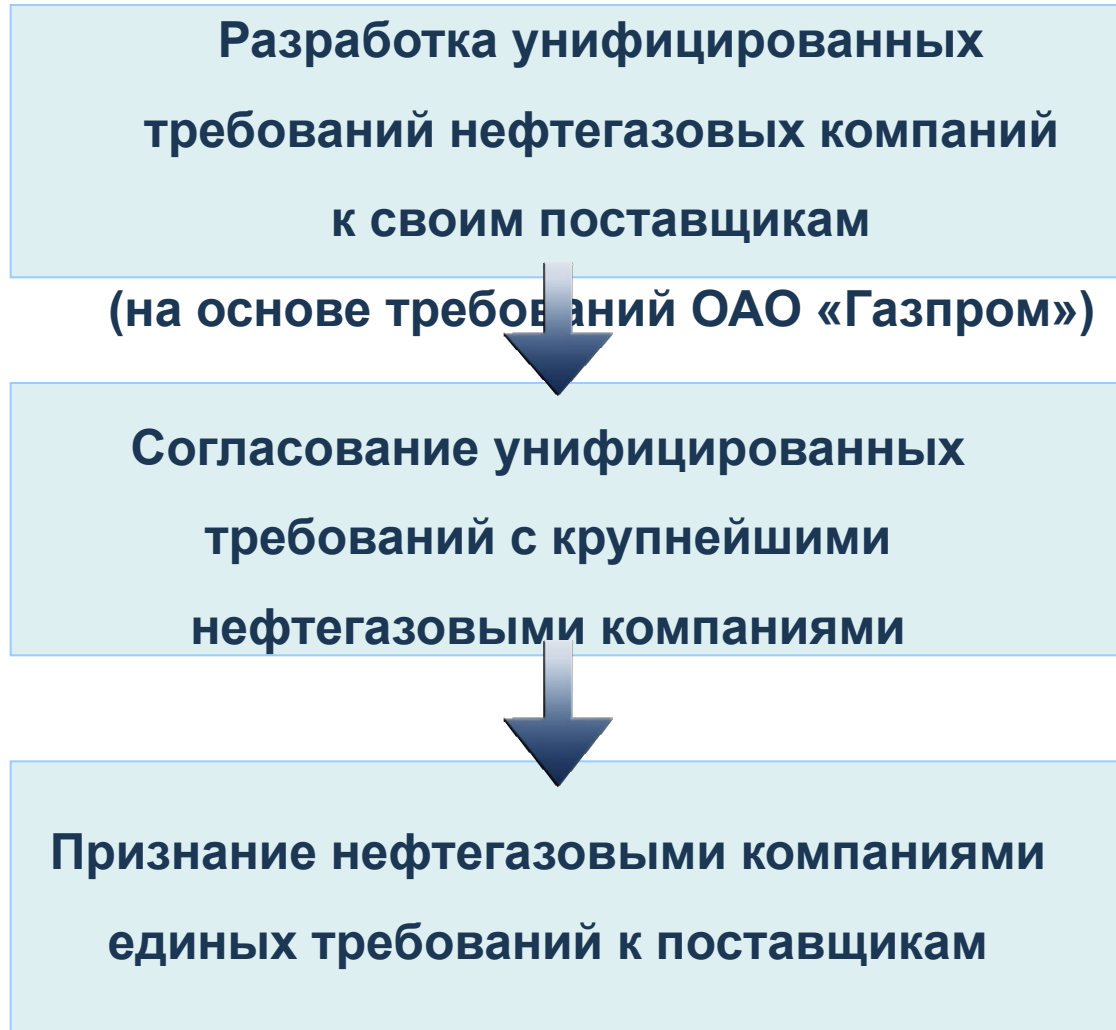 Разработка унифицированных
требований нефтегазовых компаний
к своим поставщикам
(на основе требований ОАО «Газпром»)
Согласование унифицированных
требований с крупнейшими
нефтегазовыми компаниями
Признание нефтегазовыми компаниями
единых требований к поставщикам